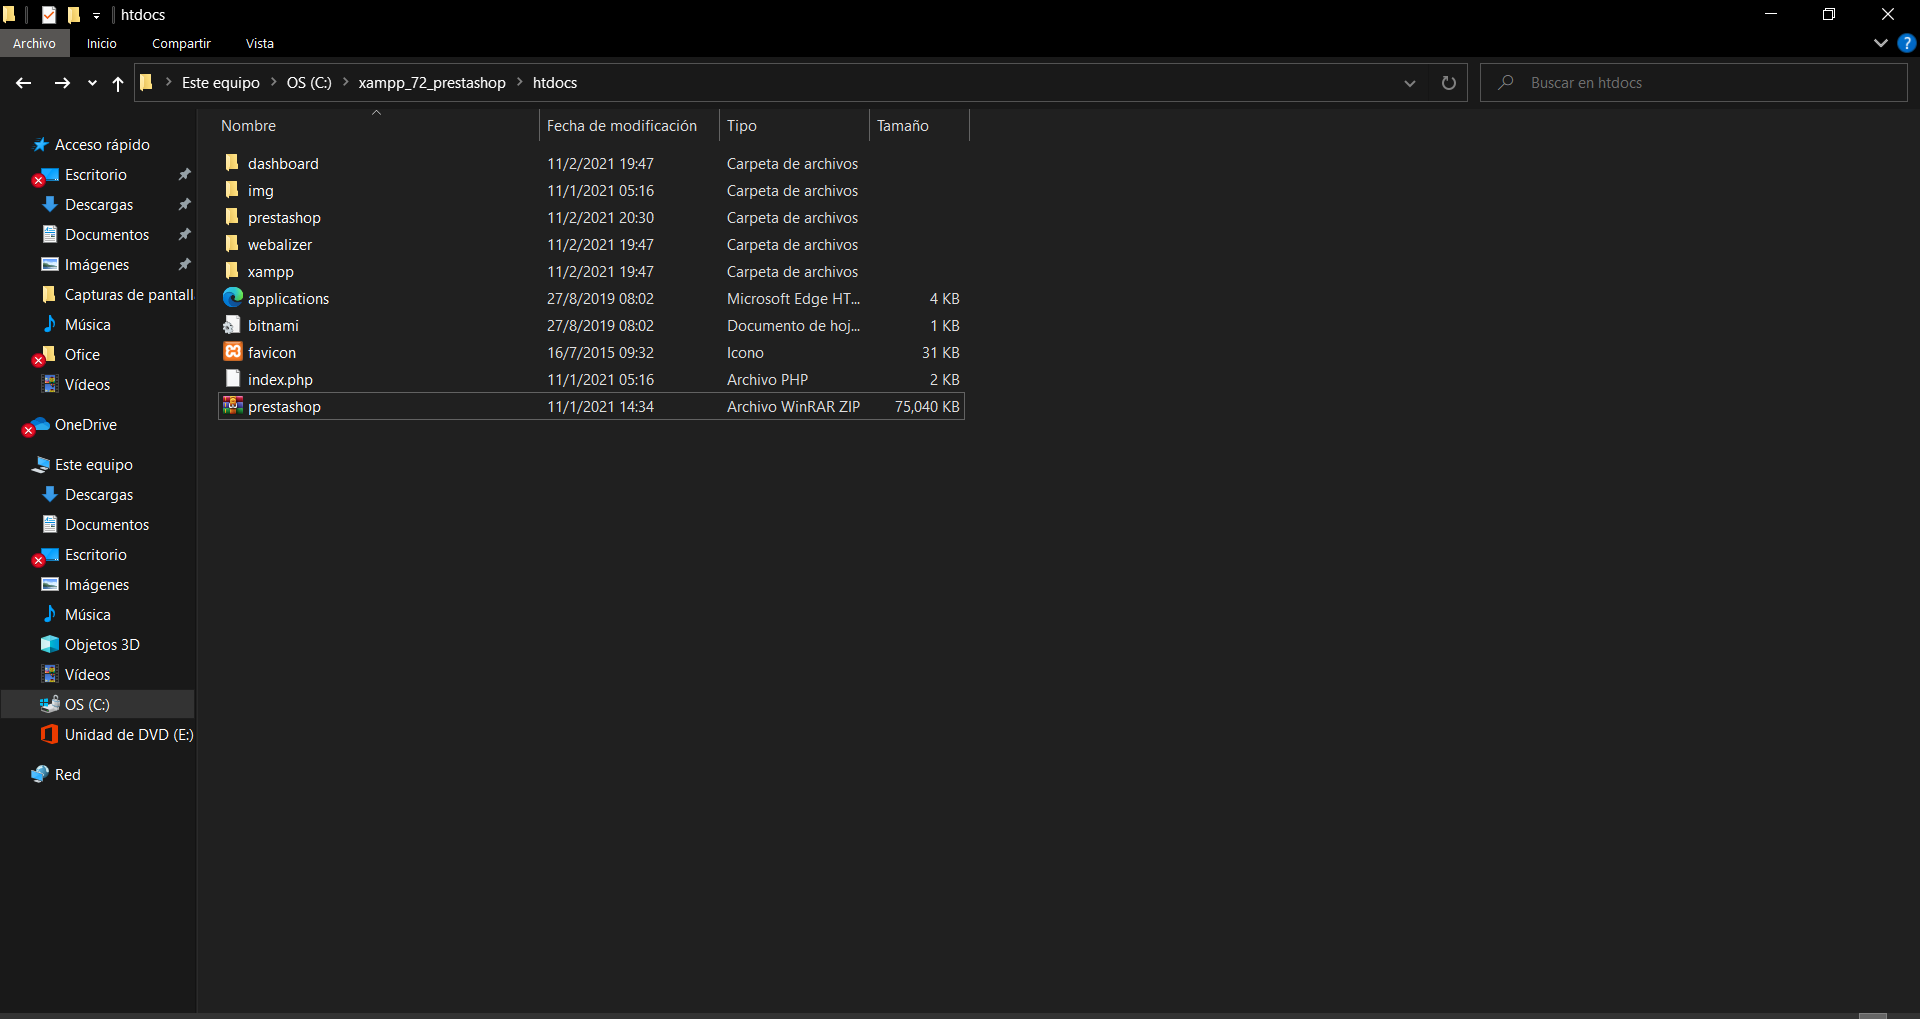 htdocs
Archivo Inicio Compartir Vista
Este equipo OS (C:) xampp_72_prestashop htdocs
Buscar en htdocs
Nombre Fecha de modificación Tipo Tamaño
Acceso rápido
Escritorio
Descargas
Documentos
Imágenes
Capturas de pantall
Música
Ofice
Vídeos
OneDrive
Este equipo
Descargas
Documentos
Escritorio
Imágenes
Música
Objetos 3D
Vídeos
OS (C:)
Unidad de DVD (E:)
Red
dashboard 11/2/2021 19:47 Carpeta de archivos
img 11/1/2021 05:16 Carpeta de archivos
prestashop 11/2/2021 20:30 Carpeta de archivos
webalizer 11/2/2021 19:47 Carpeta de archivos
xampp 11/2/2021 19:47 Carpeta de archivos
applications 27/8/2019 08:02 Microsoft Edge HT... 4 KB
bitnami 27/8/2019 08:02 Documento de hoj... 1 KB
favicon 16/7/2015 09:32 Icono 31 KB
index.php 11/1/2021 05:16 Archivo PHP 2 KB
prestashop 11/1/2021 14:34 Archivo WinRAR ZIP 75,040 KB